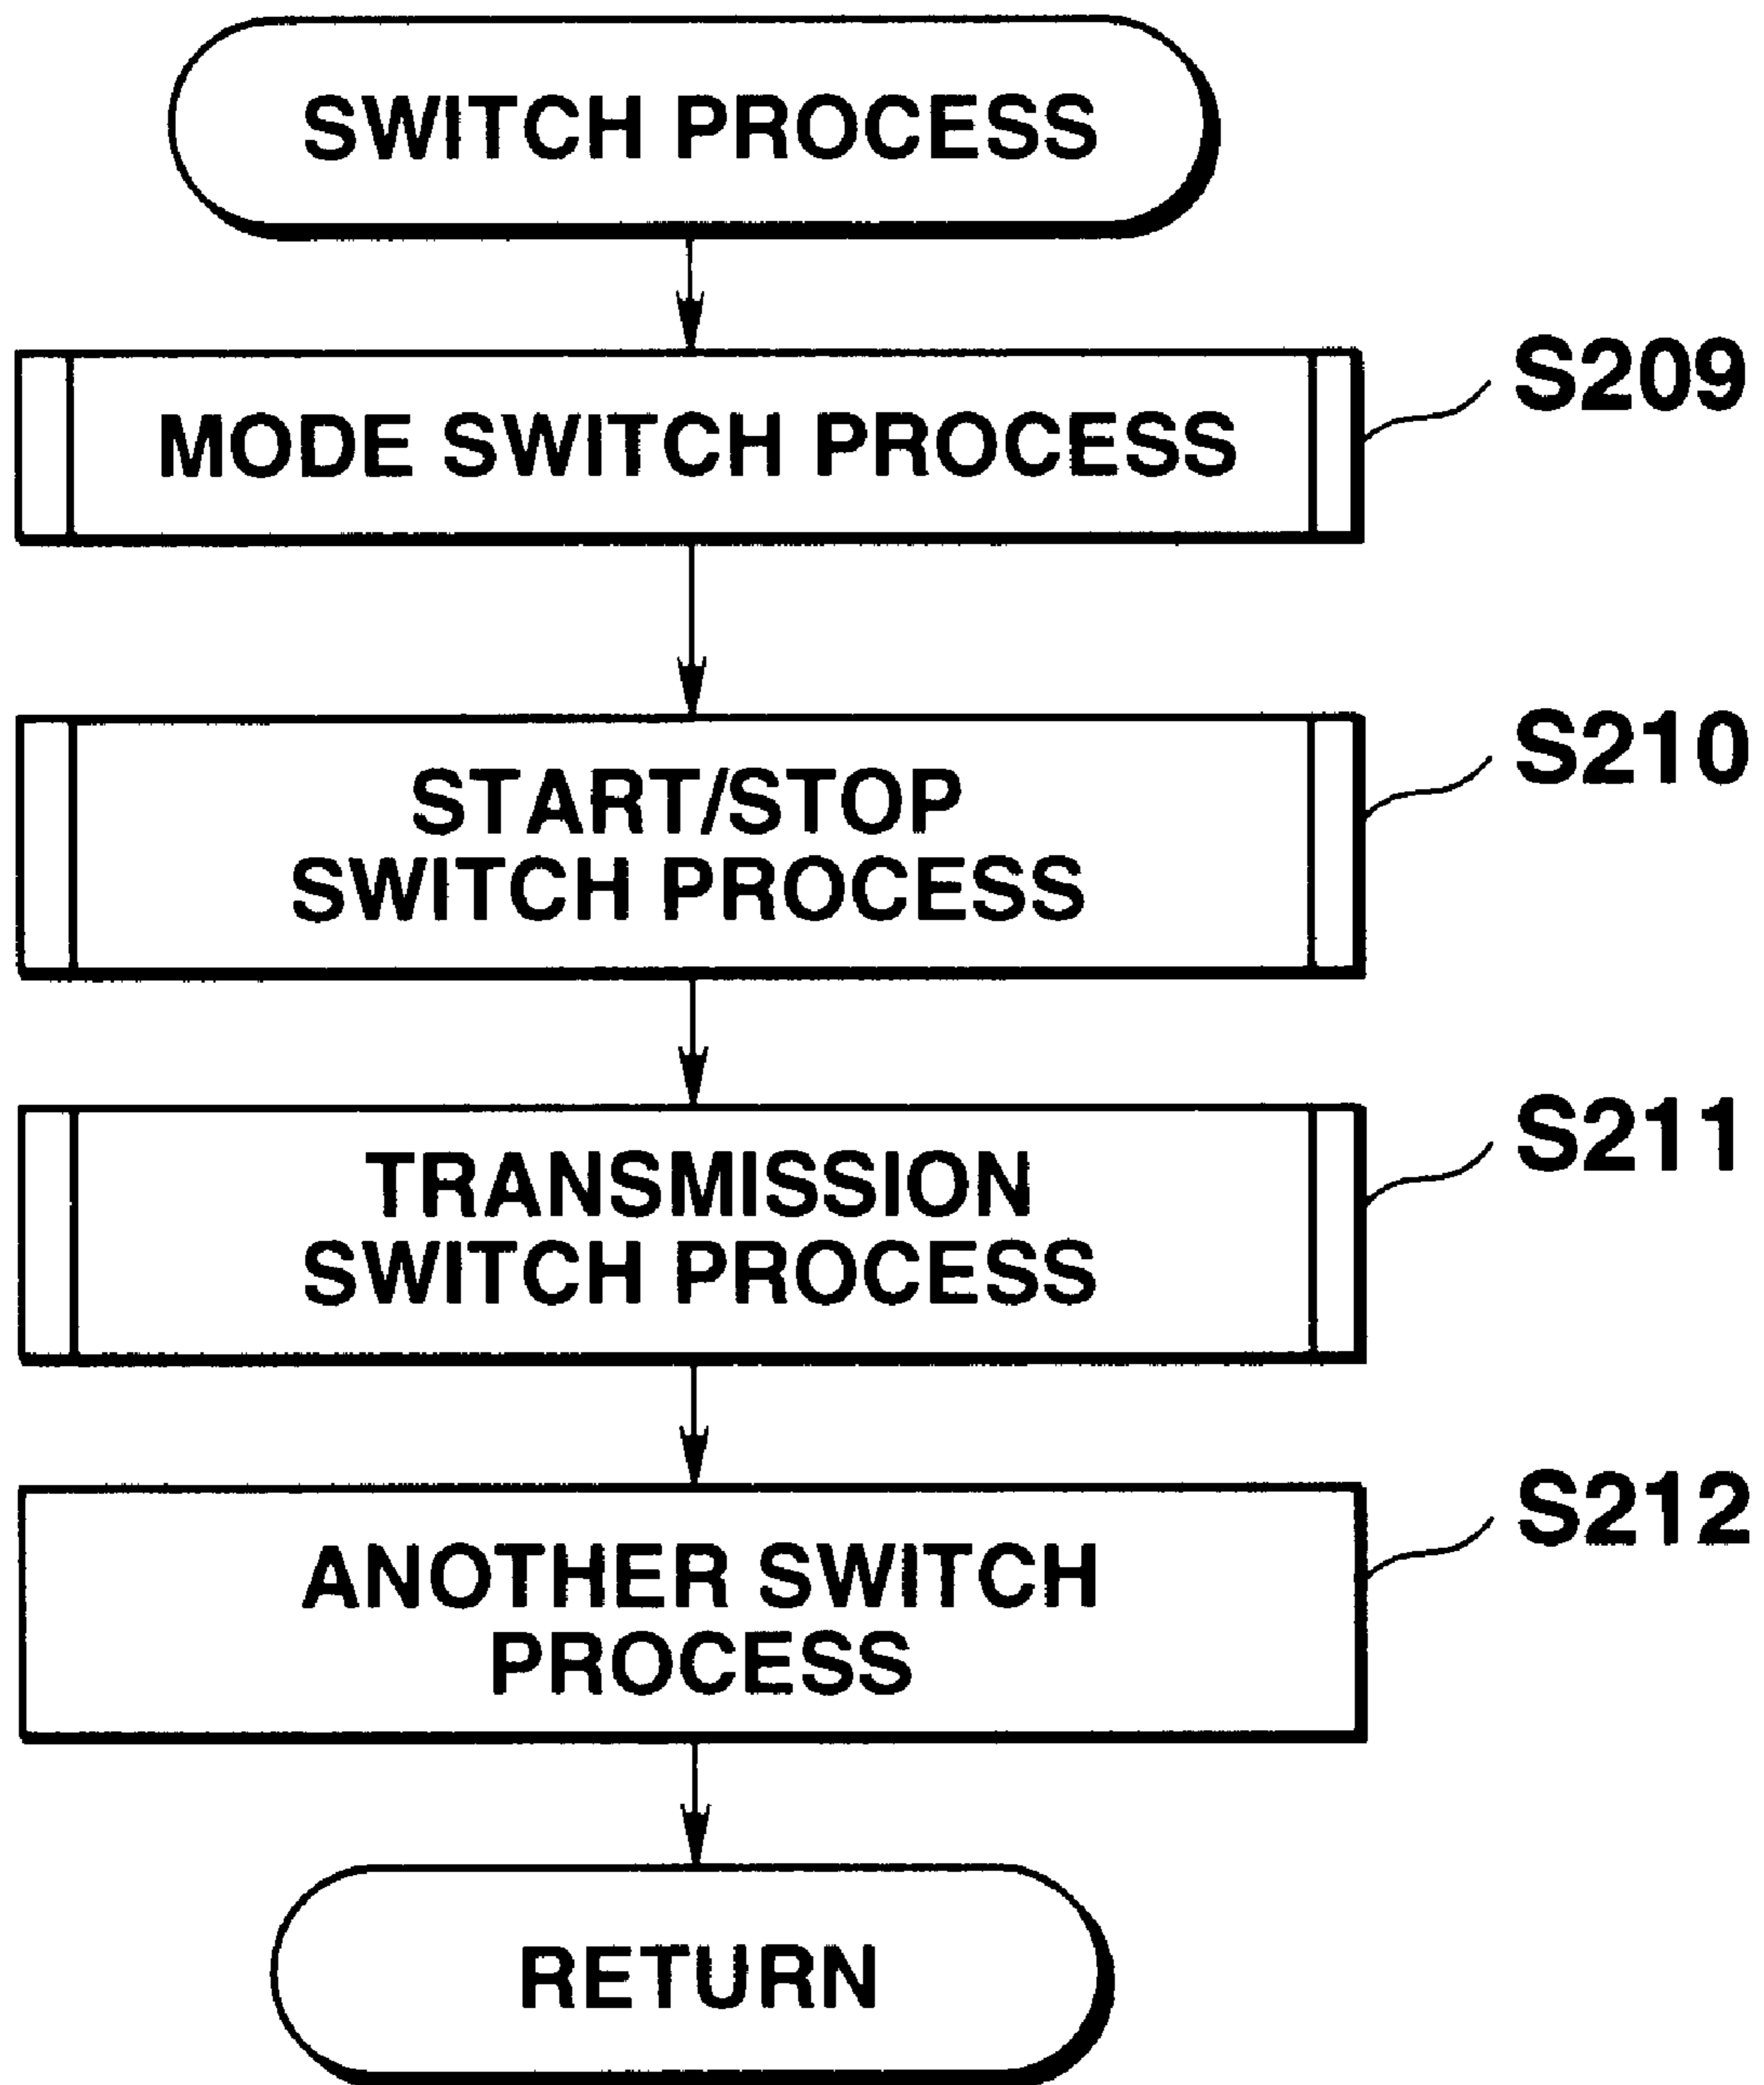 SWITCH PROCESS
MODE SWITCH PROCESS
S209
START/STOP
SWITCH PROCESS
S210
TRANSMISSION
SWITCH PROCESS
S211
ANOTHER SWITCH
PROCESS
S212
RETURN